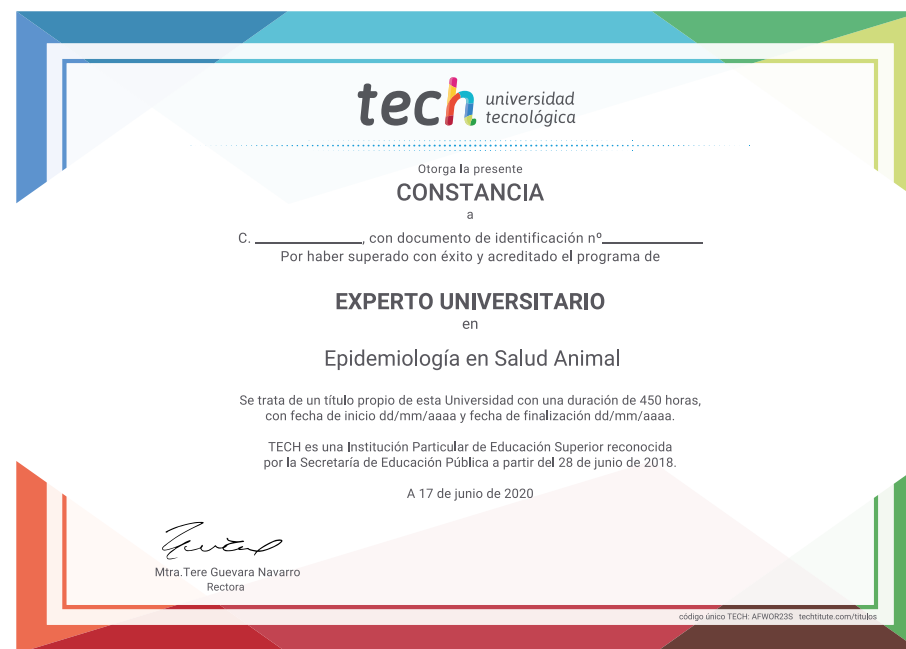 tech universidad
tecnológica
Otorga la presente
CONSTANCIA
a
C. ____________, con documento de identificación nº____________
Por haber superado con éxito y acreditado el programa de
EXPERTO UNIVERSITARIO
en
Epidemiología en Salud Animal
Se trata de un título propio de esta Universidad con una duración de 450 horas,
con fecha de inicio dd/mm/aaaa y fecha de finalización dd/mm/aaaa.
TECH es una Institución Particular de Educación Superior reconocida
por la Secretaría de Educación Pública a partir del 28 de junio de 2018.
A 17 de junio de 2020
Mtra.Tere Guevara Navarro
Rectora
código único TECH: AFWOR23S techtitute.com/titulos